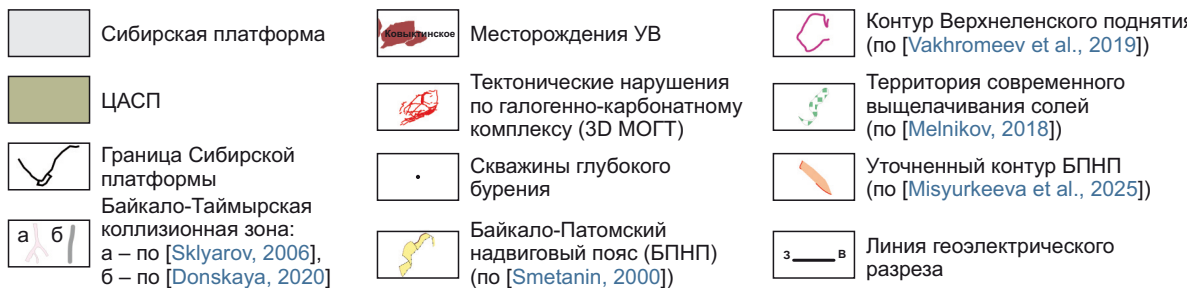 Сибирская платформа
ЦАСП
Граница Сибирской
платформы
а б
Байкало-Таймырская
коллизионная зона:
а – по [Sklyarov, 2006],
б – по [Donskaya, 2020]
Ковыктинское
Месторождения УВ
Тектонические нарушения
по галогенно-карбонатному
комплексу (3D МОГТ)
Скважины глубокого
бурения
Байкало-Патомский
надвиговый пояс (БПНП)
(по [Smetanin, 2000])
Контур Верхнеленского поднятия
(по [Vakhromeev et al., 2019])
Территория современного
выщелачивания солей
(по [Melnikov, 2018])
Уточненный контур БПНП
(по [Misyurkeeva et al., 2025])
З В
Линия геоэлектрического
разреза